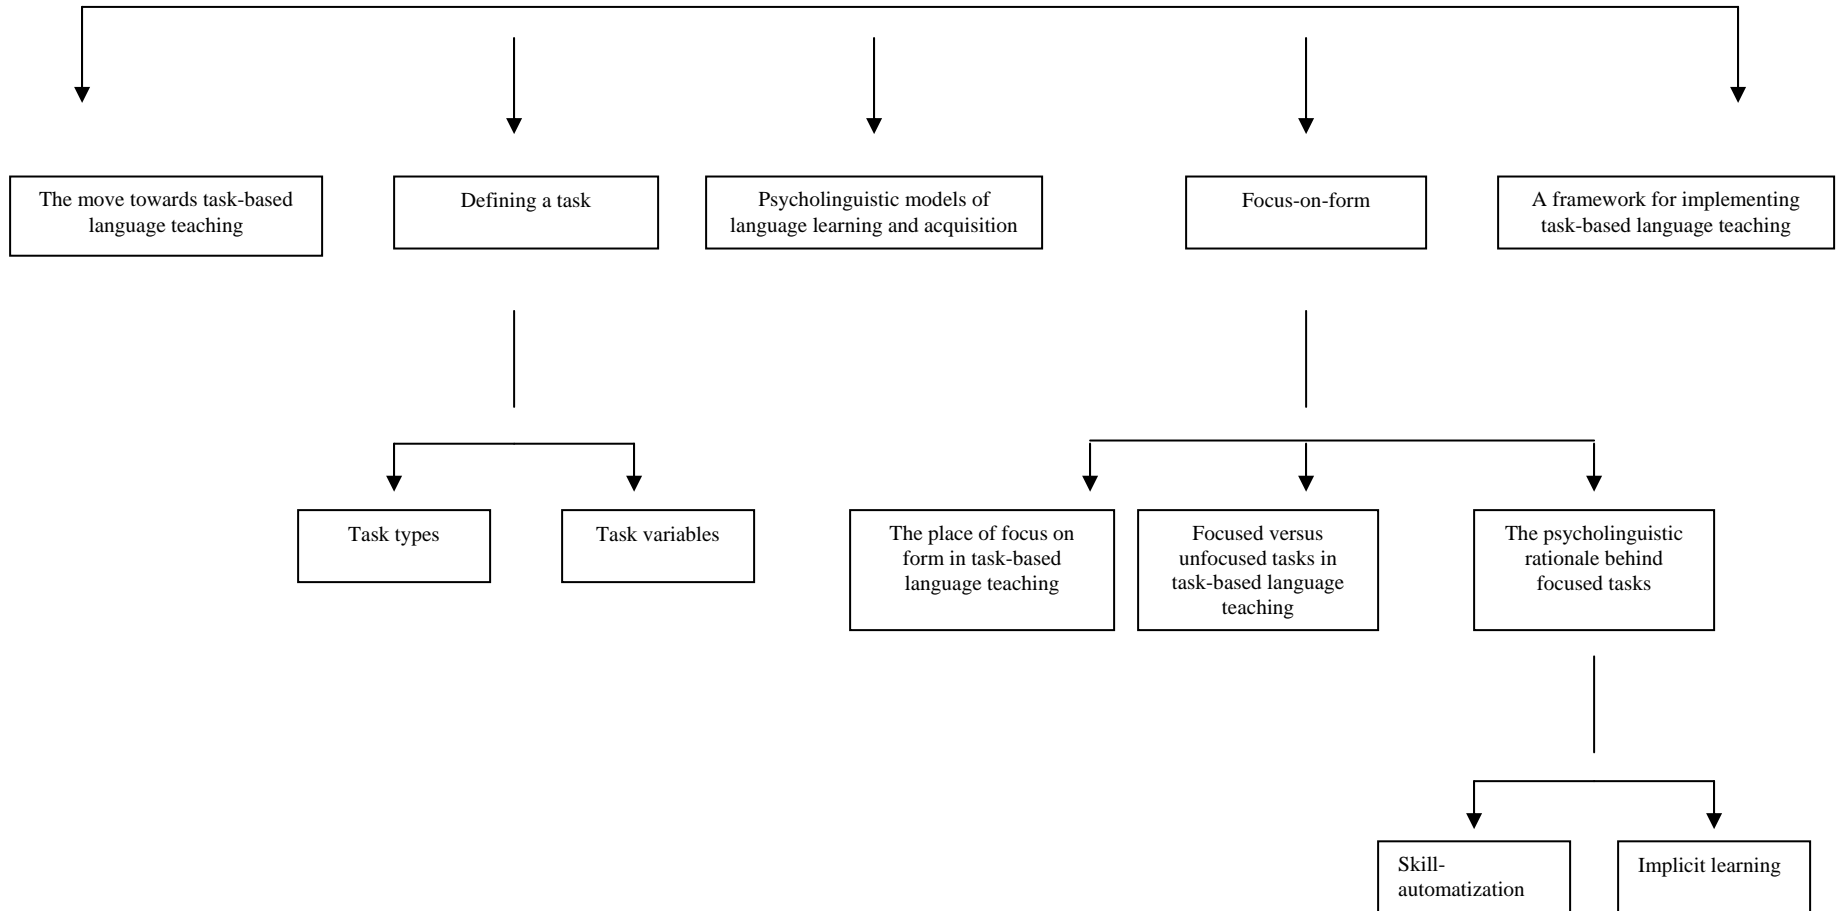 The move towards task-based
language teaching
Defining a task
Psycholinguistic models of
language learning and acquisition
Focus-on-form
A framework for implementing
task-based language teaching
Task types
Task variables
The place of focus on
form in task-based
language teaching
Focused versus
unfocused tasks in
task-based language
teaching
The psycholinguistic
rationale behind
focused tasks
Skill-
automatization
Implicit learning